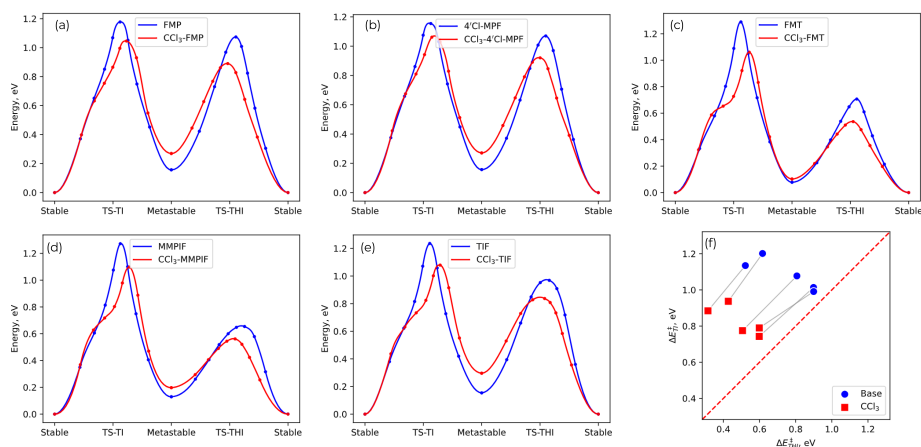 (a)
FMP
CCl₃-FMP
Energy, eV
1.2
1.0
0.8
0.6
0.4
0.2
0.0
Stable
TS-TI
Metastable
TS-THI
Stable
(b)
4'Cl-MPF
CCl₃-4'Cl-MPF
Energy, eV
1.2
1.0
0.8
0.6
0.4
0.2
0.0
Stable
TS-TI
Metastable
TS-THI
Stable
(c)
FMT
CCl₃-FMT
Energy, eV
1.2
1.0
0.8
0.6
0.4
0.2
0.0
Stable
TS-TI
Metastable
TS-THI
Stable
(d)
MMPIF
CCl₃-MMPIF
Energy, eV
1.2
1.0
0.8
0.6
0.4
0.2
0.0
Stable
TS-TI
Metastable
TS-THI
Stable
(e)
TIF
CCl₃-TIF
Energy, eV
1.2
1.0
0.8
0.6
0.4
0.2
0.0
Stable
TS-TI
Metastable
TS-THI
Stable
(f)
ΔE‡TI, eV
1.2
1.0
0.8
0.6
0.4
Base
CCl₃
0.4 0.6 0.8 1.0 1.2
ΔE‡THI, eV